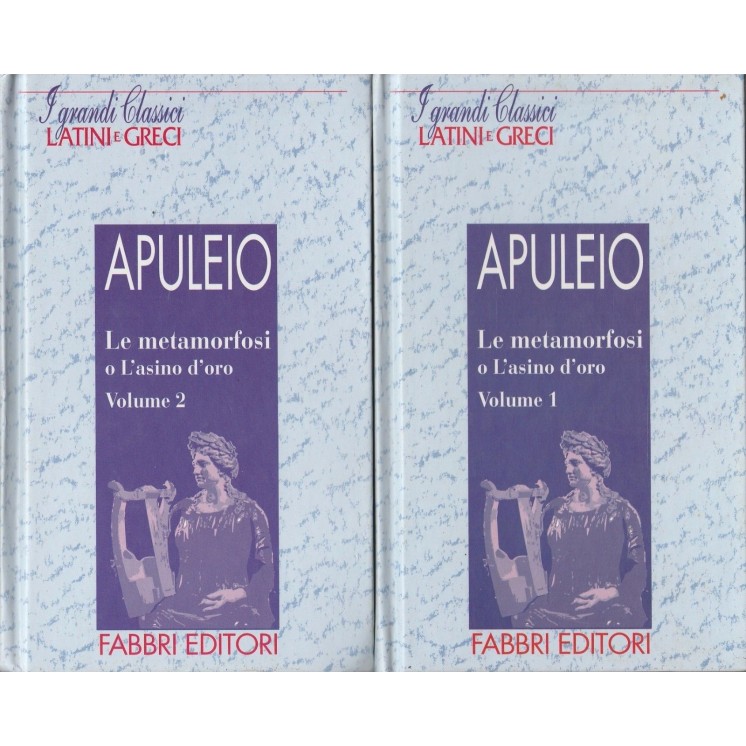 I grandi Classici
LATINI E GRECI
APULEIO
Le metamorfosi
o L'asino d'oro
Volume 2
FABBRI EDITORI
I grandi Classici
LATINI E GRECI
APULEIO
Le metamorfosi
o L'asino d'oro
Volume 1
FABBRI EDITORI